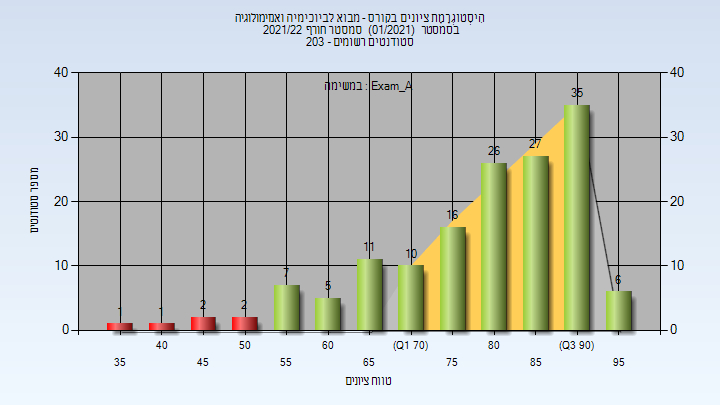 הִיסְטוֹגְרָמַת ציונים בקורס - מבוא לביוכימיה ואנזימולוגיה
בסמסטר (01/2021) סמסטר חורף 2021/22
203 - סטודנטים רשומים
Exam_A : במשימה
40 40
30 30
20 20
10 10
0 0
1 1 2 2 7 5 11 10 16 26 27 35 6
40 50 60 (Q1 70) 80 (Q3 90)
35 45 55 65 75 85 95
מספר סטודנטים
טווח ציונים